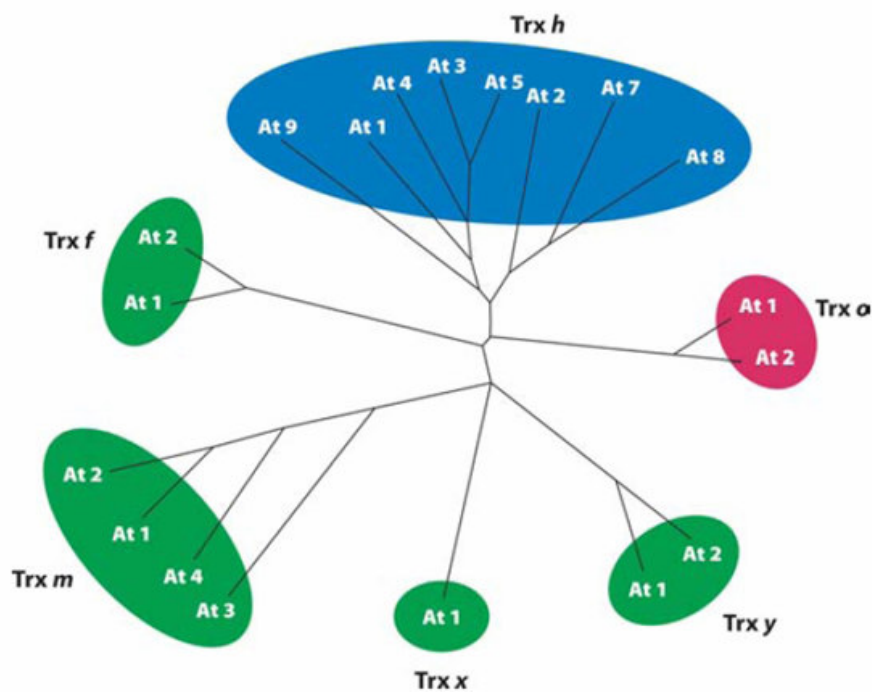 Trx h
At 3
At 4
At 5
At 2
At 7
At 9
At 1
At 8
Trx f
At 2
At 1
At 1
Trx o
At 2
At 2
At 1
At 4
At 3
Trx m
At 1
Trx x
At 2
At 1
Trx y